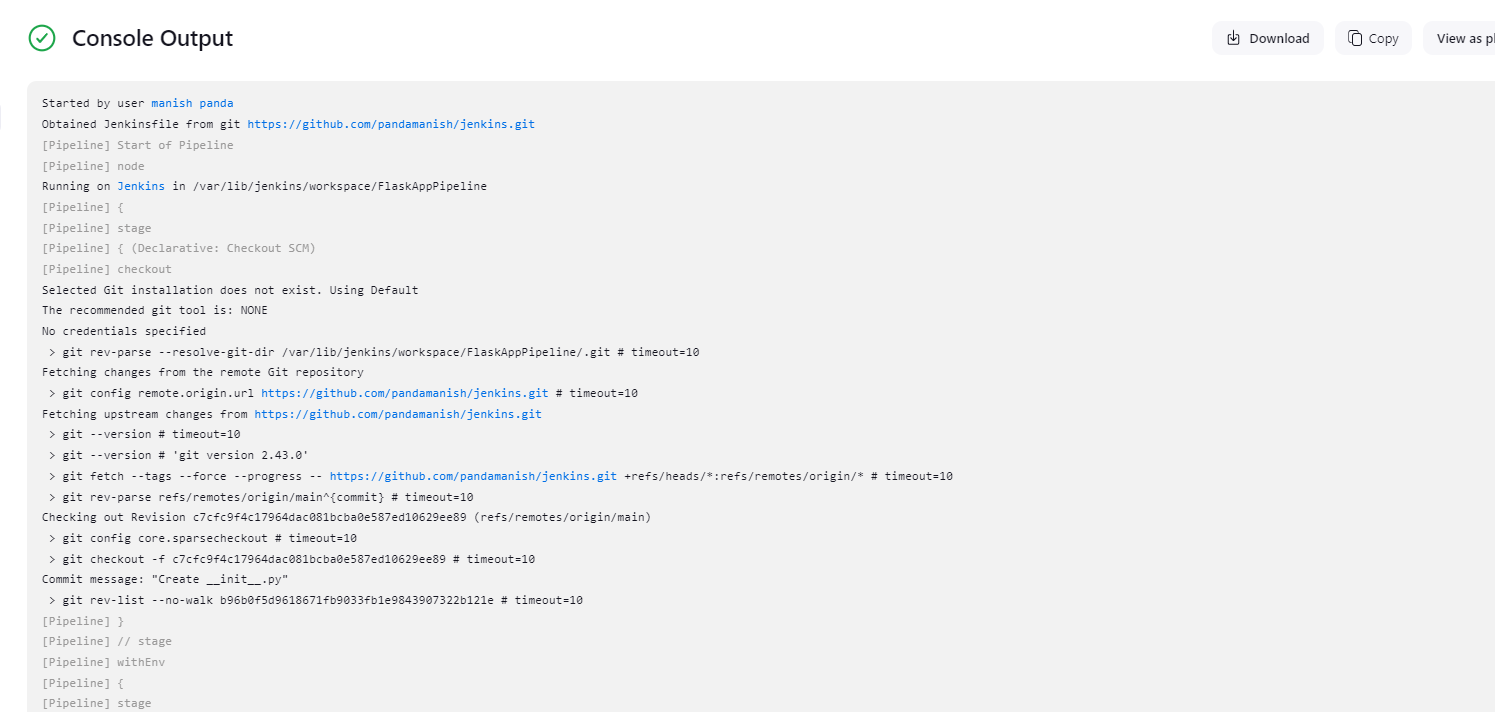 Console Output
Download
Copy
View as pl
Started by user manish panda
Obtained Jenkinsfile from git https://github.com/pandamanish/jenkins.git
[Pipeline] Start of Pipeline
[Pipeline] node
Running on Jenkins in /var/lib/jenkins/workspace/FlaskAppPipeline
[Pipeline] {
[Pipeline] stage
[Pipeline] { (Declarative: Checkout SCM)
[Pipeline] checkout
Selected Git installation does not exist. Using Default
The recommended git tool is: NONE
No credentials specified
> git rev-parse --resolve-git-dir /var/lib/jenkins/workspace/FlaskAppPipeline/.git # timeout=10
Fetching changes from the remote Git repository
> git config remote.origin.url https://github.com/pandamanish/jenkins.git # timeout=10
Fetching upstream changes from https://github.com/pandamanish/jenkins.git
> git --version # timeout=10
> git --version # 'git version 2.43.0'
> git fetch --tags --force --progress -- https://github.com/pandamanish/jenkins.git +refs/heads/*:refs/remotes/origin/* # timeout=10
> git rev-parse refs/remotes/origin/main^{commit} # timeout=10
Checking out Revision c7cfc9f4c17964dac081bcba0e587ed10629ee89 (refs/remotes/origin/main)
> git config core.sparsecheckout # timeout=10
> git checkout -f c7cfc9f4c17964dac081bcba0e587ed10629ee89 # timeout=10
Commit message: "Create __init__.py"
> git rev-list --no-walk b96b0f5d9618671fb9033fb1e9843907322b121e # timeout=10
[Pipeline] }
[Pipeline] // stage
[Pipeline] withEnv
[Pipeline] {
[Pipeline] stage